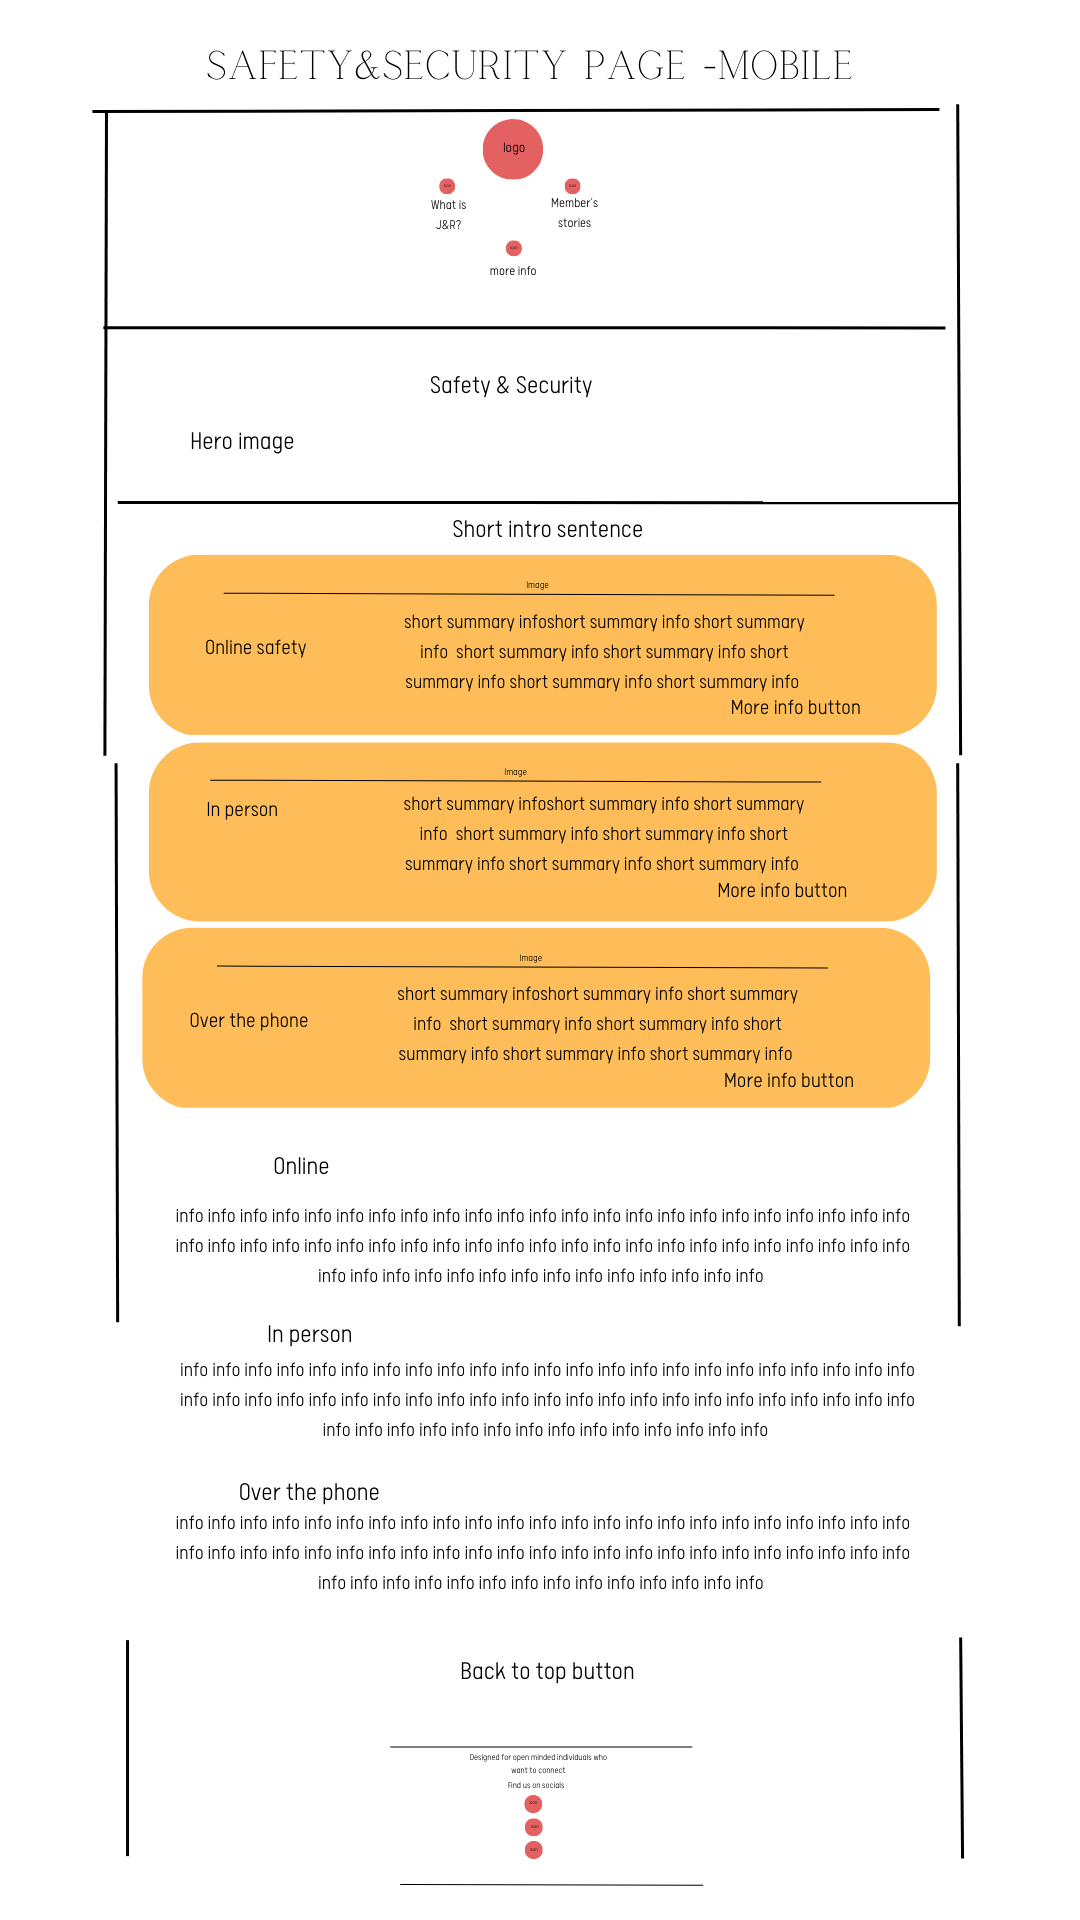 SAFETY&SECURITY PAGE -MOBILE
logo
What is
J&R?
Member's
stories
more info
Safety & Security
Hero image
Short intro sentence
Image
Online safety
short summary infoshort summary info short summary
info short summary info short summary info short
summary info short summary info short summary info
More info button
Image
In person
short summary infoshort summary info short summary
info short summary info short summary info short
summary info short summary info short summary info
More info button
Image
Over the phone
short summary infoshort summary info short summary
info short summary info short summary info short
summary info short summary info short summary info
More info button
Online
info info info info info info info info info info info info info info info info info info info info info info info
info info info info info info info info info info info info info info info info info info info info info info info
info info info info info info info info info info info info info info
In person
info info info info info info info info info info info info info info info info info info info info info info info
info info info info info info info info info info info info info info info info info info info info info info info
info info info info info info info info info info info info info info
Over the phone
info info info info info info info info info info info info info info info info info info info info info info info
info info info info info info info info info info info info info info info info info info info info info info info
info info info info info info info info info info info info info info
Back to top button
Designed for open minded individuals who
want to connect
Find us on socials